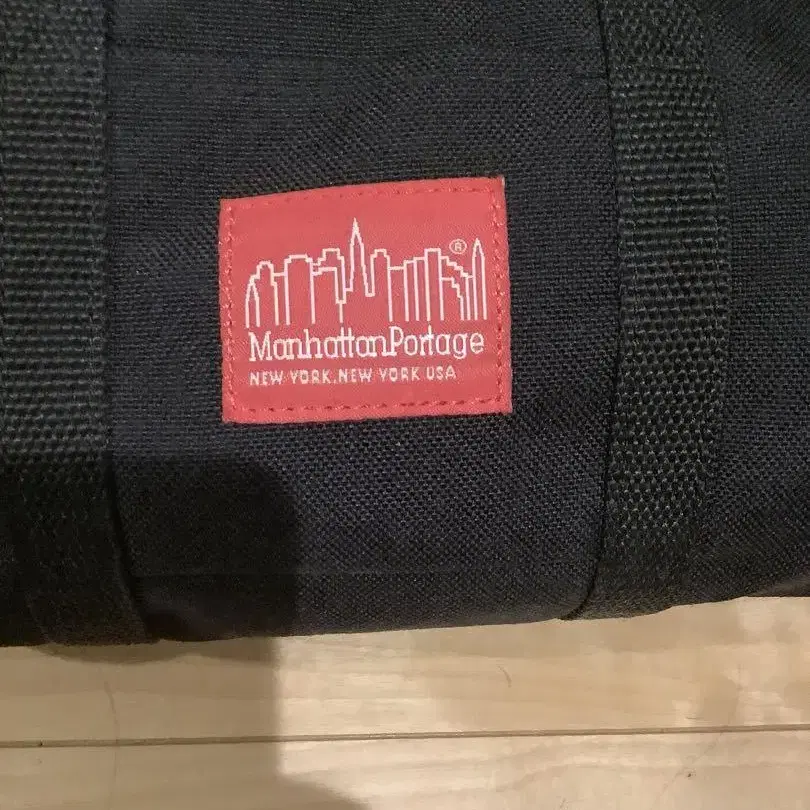 ®
ManhattanPortage
NEW YORK, NEW YORK USA